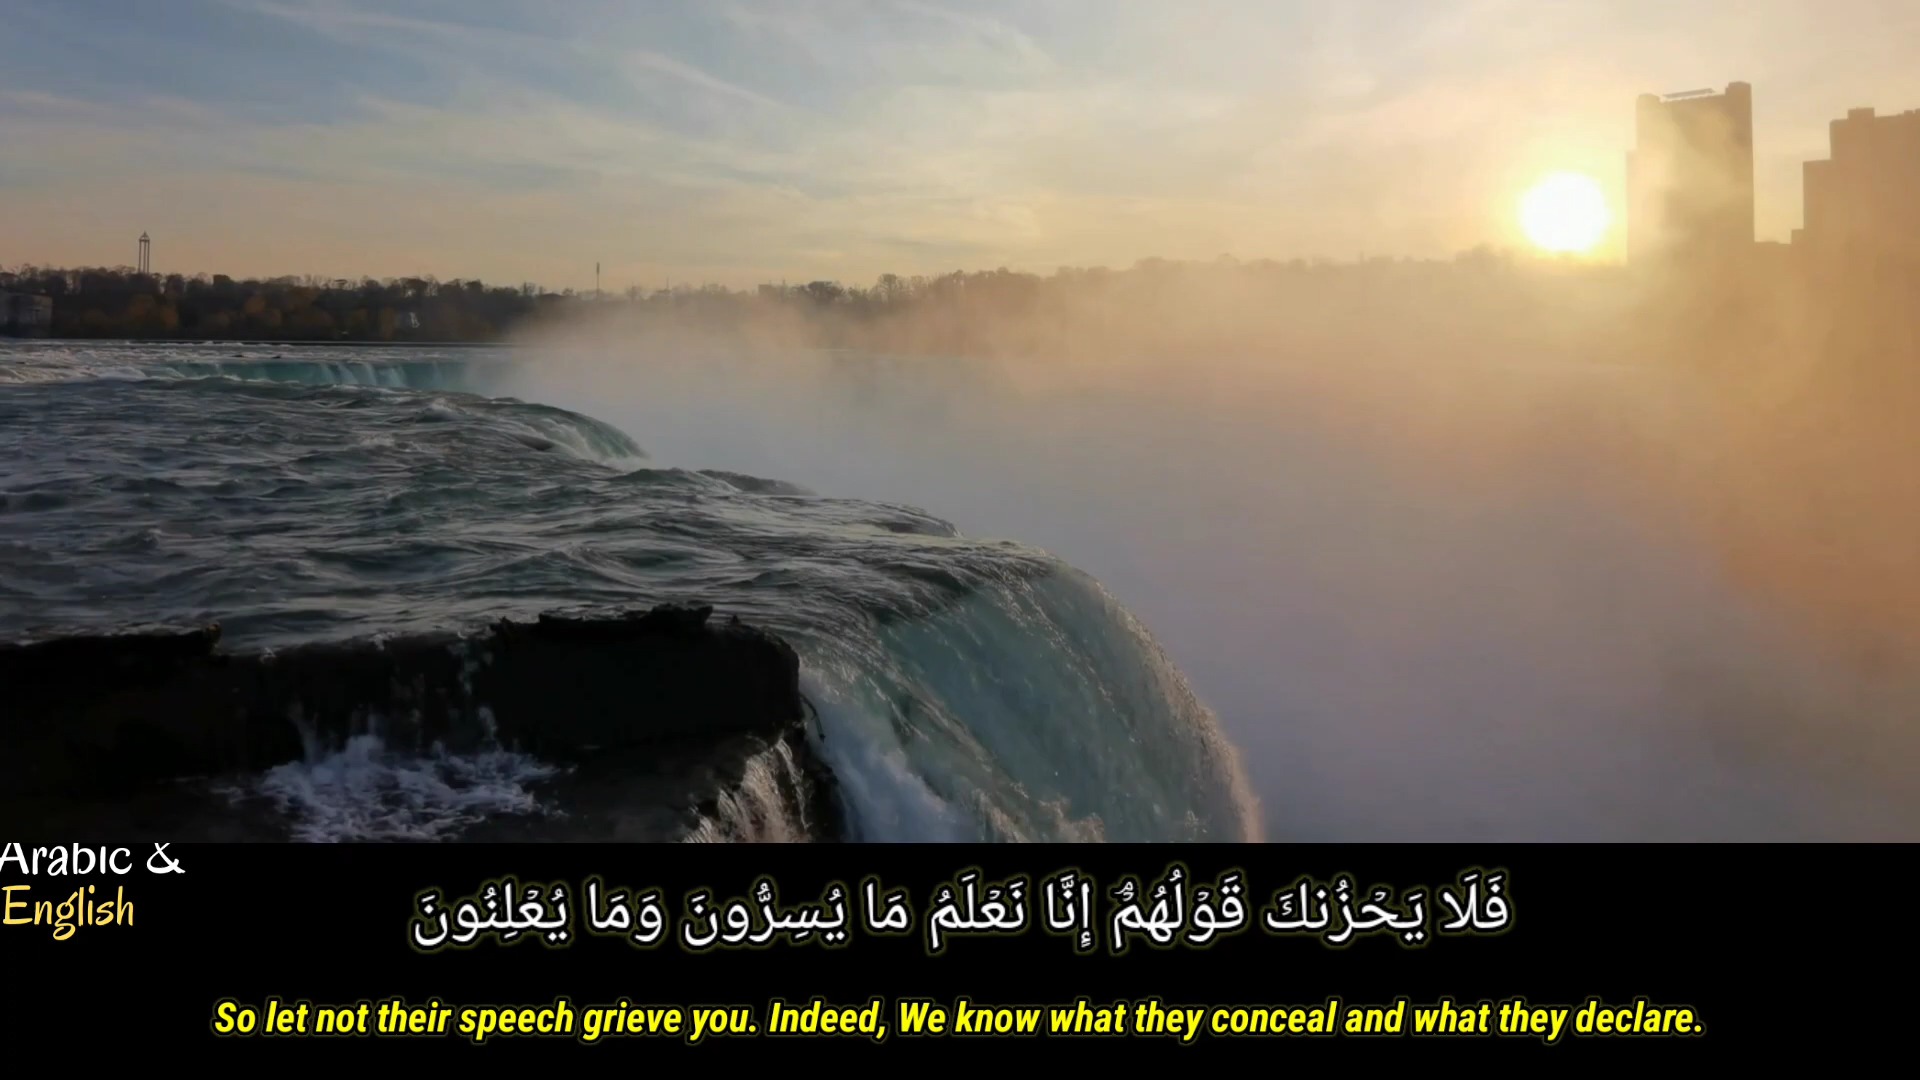 Arabic &
English
فَلَا يَحْزُنكَ قَوْلُهُمْ ۘ إِنَّا نَعْلَمُ مَا يُسِرُّونَ وَمَا يُعْلِنُونَ
So let not their speech grieve you. Indeed, We know what they conceal and what they declare.